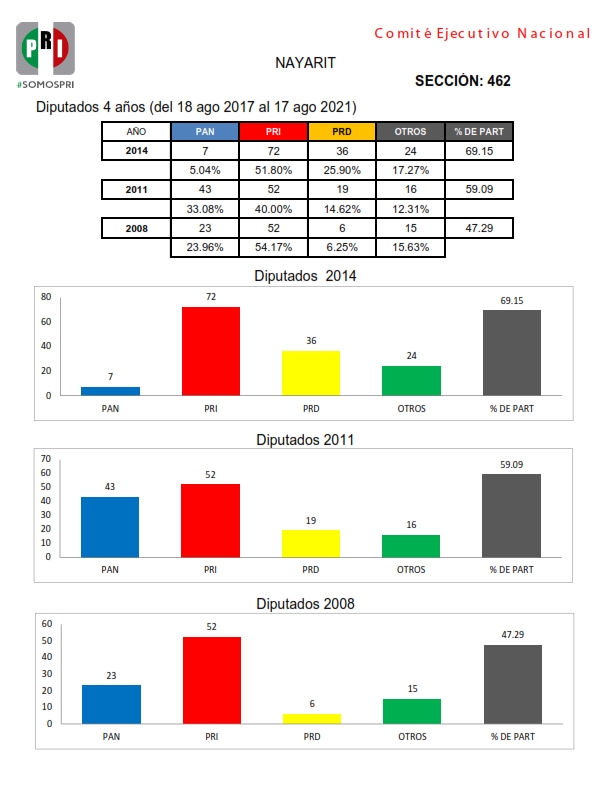 PRI
#SOMOSPRI
Comité Ejecutivo Nacional
NAYARIT
SECCIÓN: 462
Diputados 4 años (del 18 ago 2017 al 17 ago 2021)
AÑO PAN PRI PRD OTROS % DE PART
2014 7 72 36 24 69.15
5.04% 51.80% 25.90% 17.27%
2011 43 52 19 16 59.09
33.08% 40.00% 14.62% 12.31%
2008 23 52 6 15 47.29
23.96% 54.17% 6.25% 15.63%
Diputados 2014
80
60
40
20
0
7 72 36 24 69.15
PAN PRI PRD OTROS % DE PART
Diputados 2011
70
60
50
40
30
20
10
0
43 52 19 16 59.09
PAN PRI PRD OTROS % DE PART
Diputados 2008
60
50
40
30
20
10
0
23 52 6 15 47.29
PAN PRI PRD OTROS % DE PART